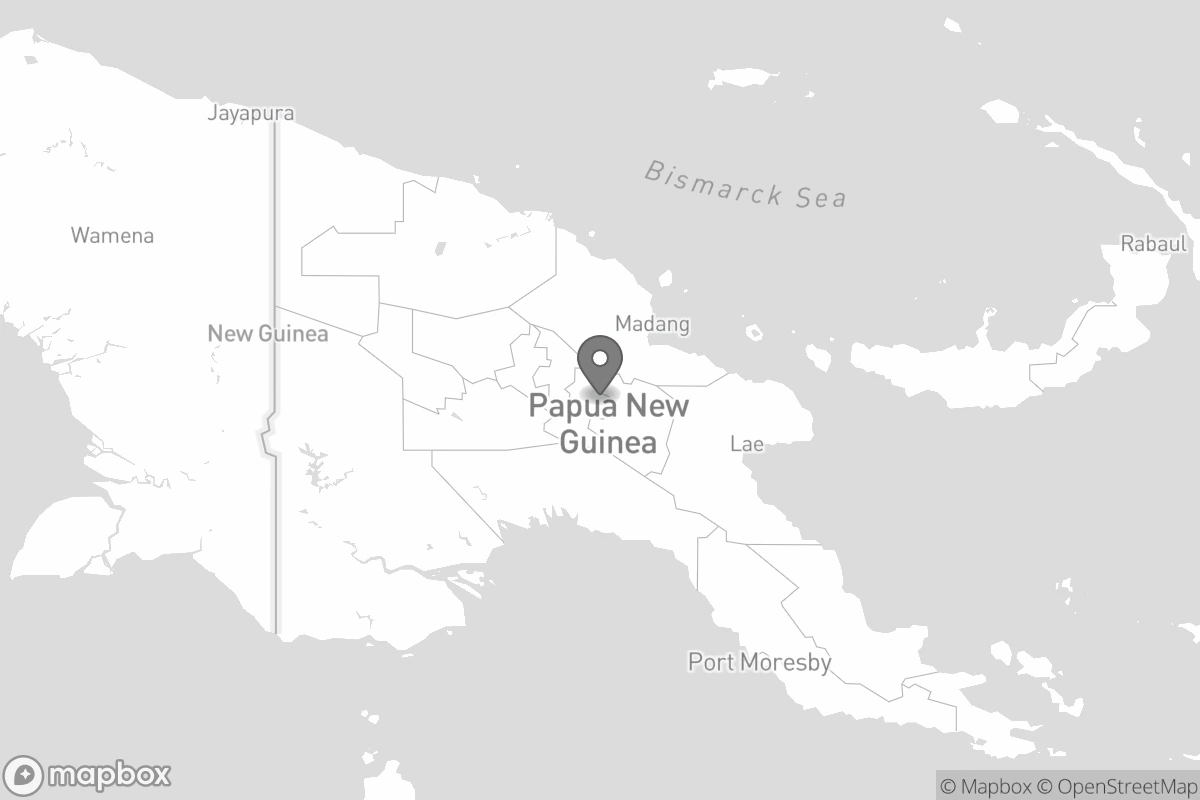 Jayapura
Bismarck Sea
Wamena
Rabaul
New Guinea
Madang
Papua New
Guinea
Lae
Port Moresby
mapbox
© Mapbox © OpenStreetMap